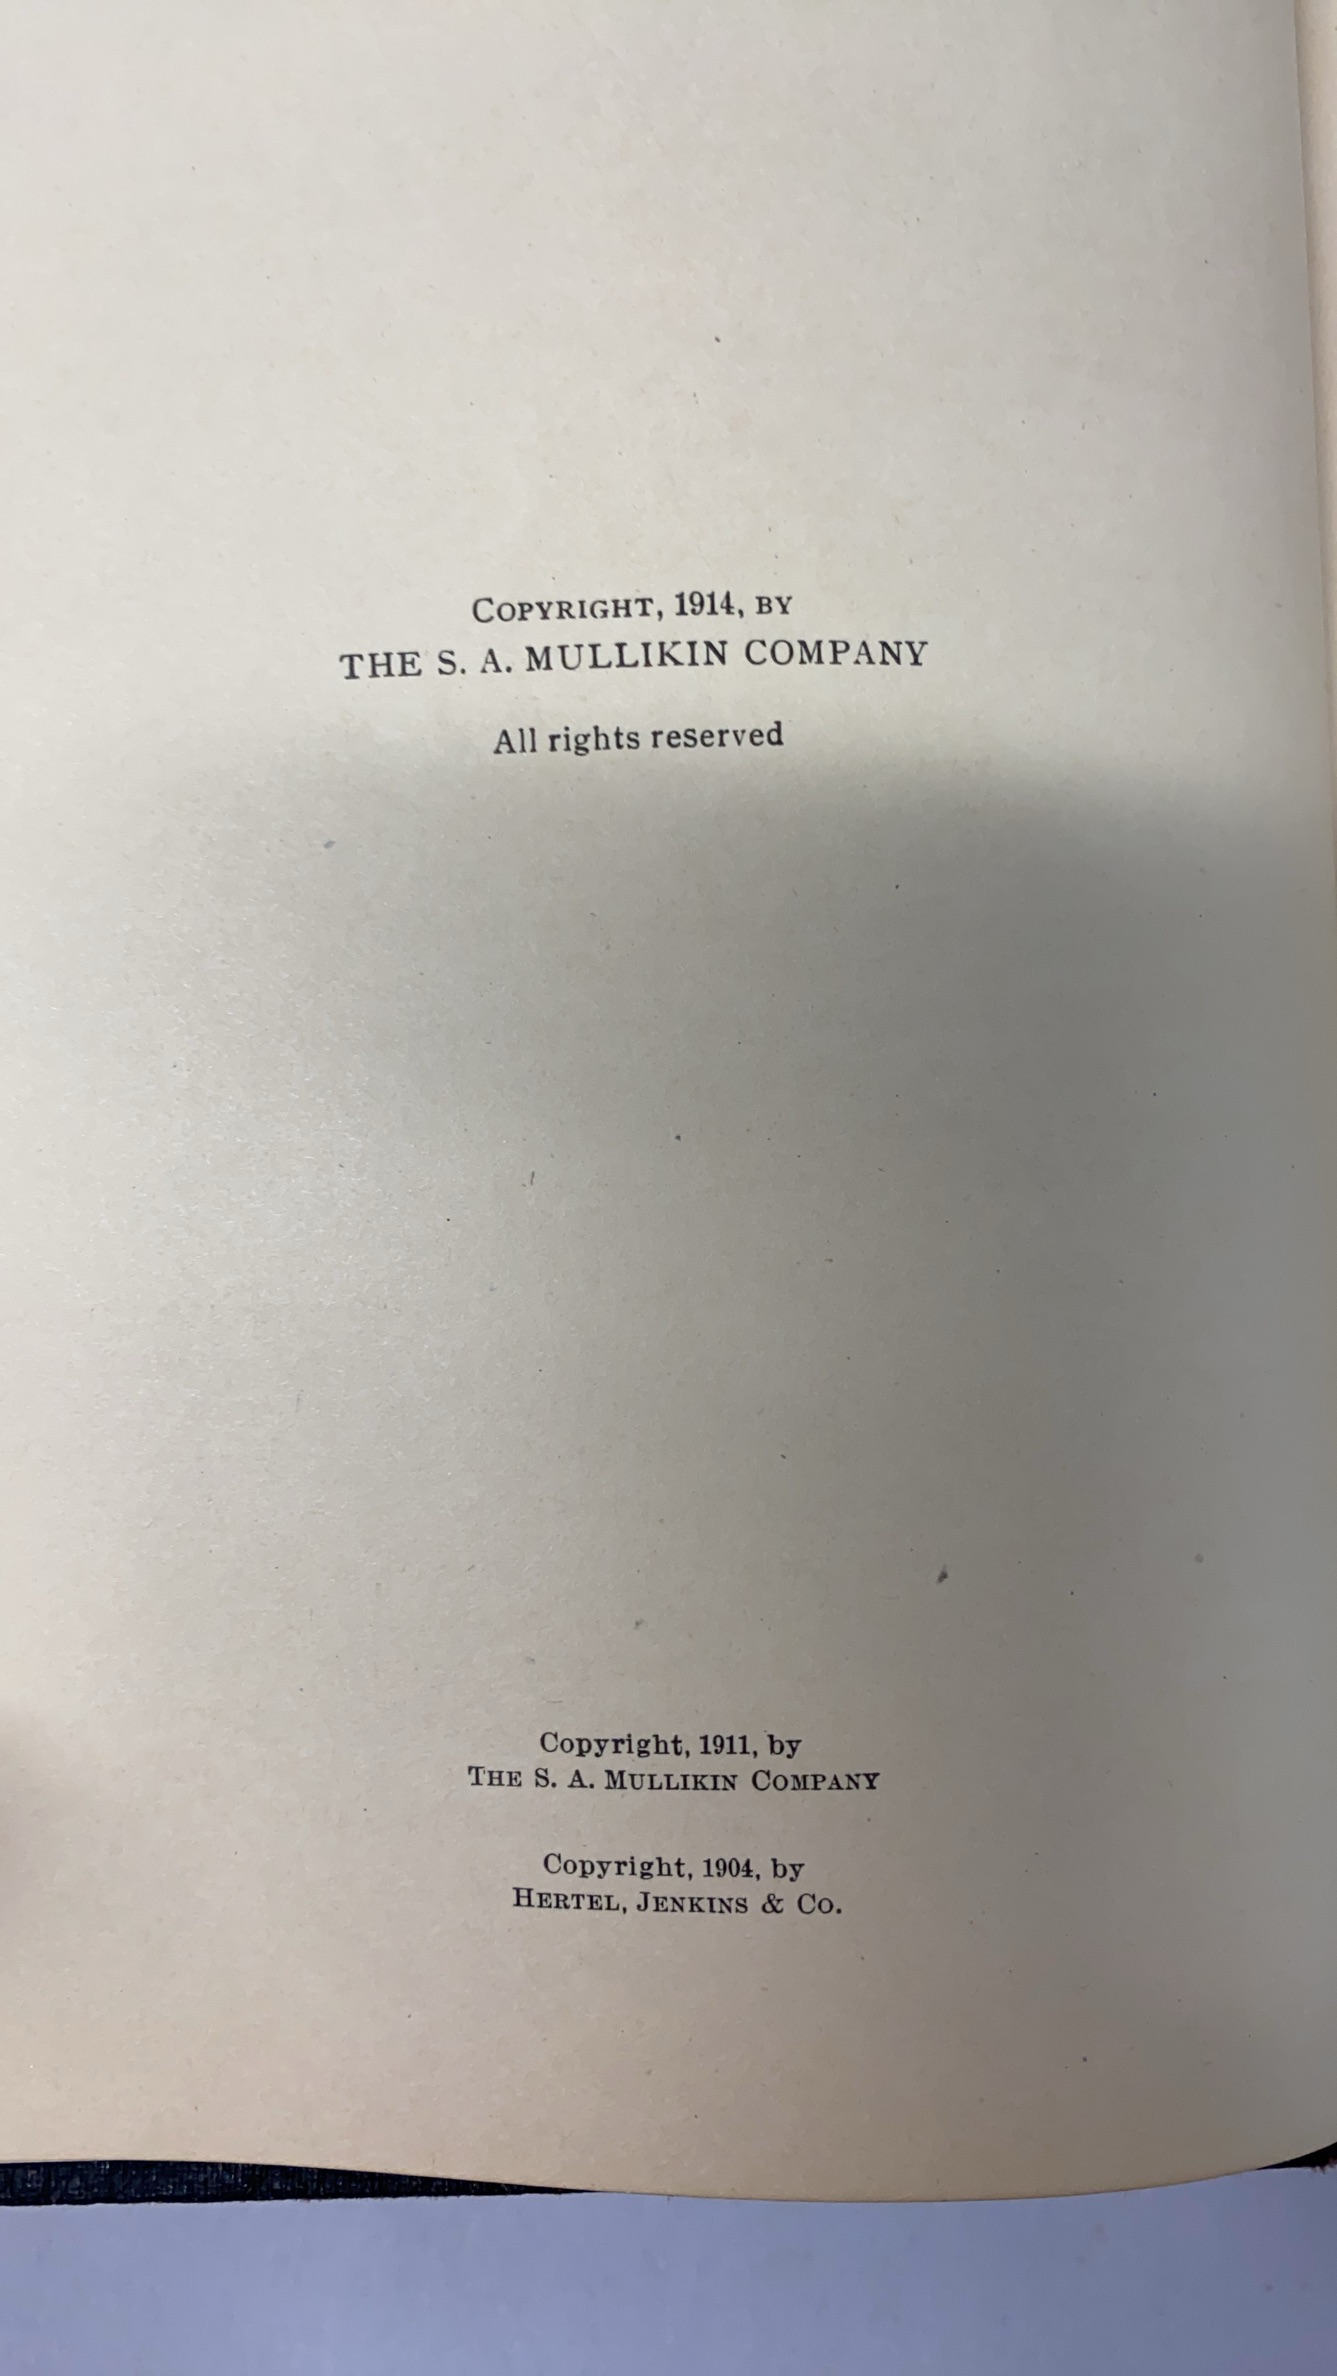 COPYRIGHT, 1914, BY
THE S. A. MULLIKIN COMPANY
All rights reserved
Copyright, 1911, by
THE S. A. MULLIKIN COMPANY
Copyright, 1904, by
HERTEL, JENKINS & CO.